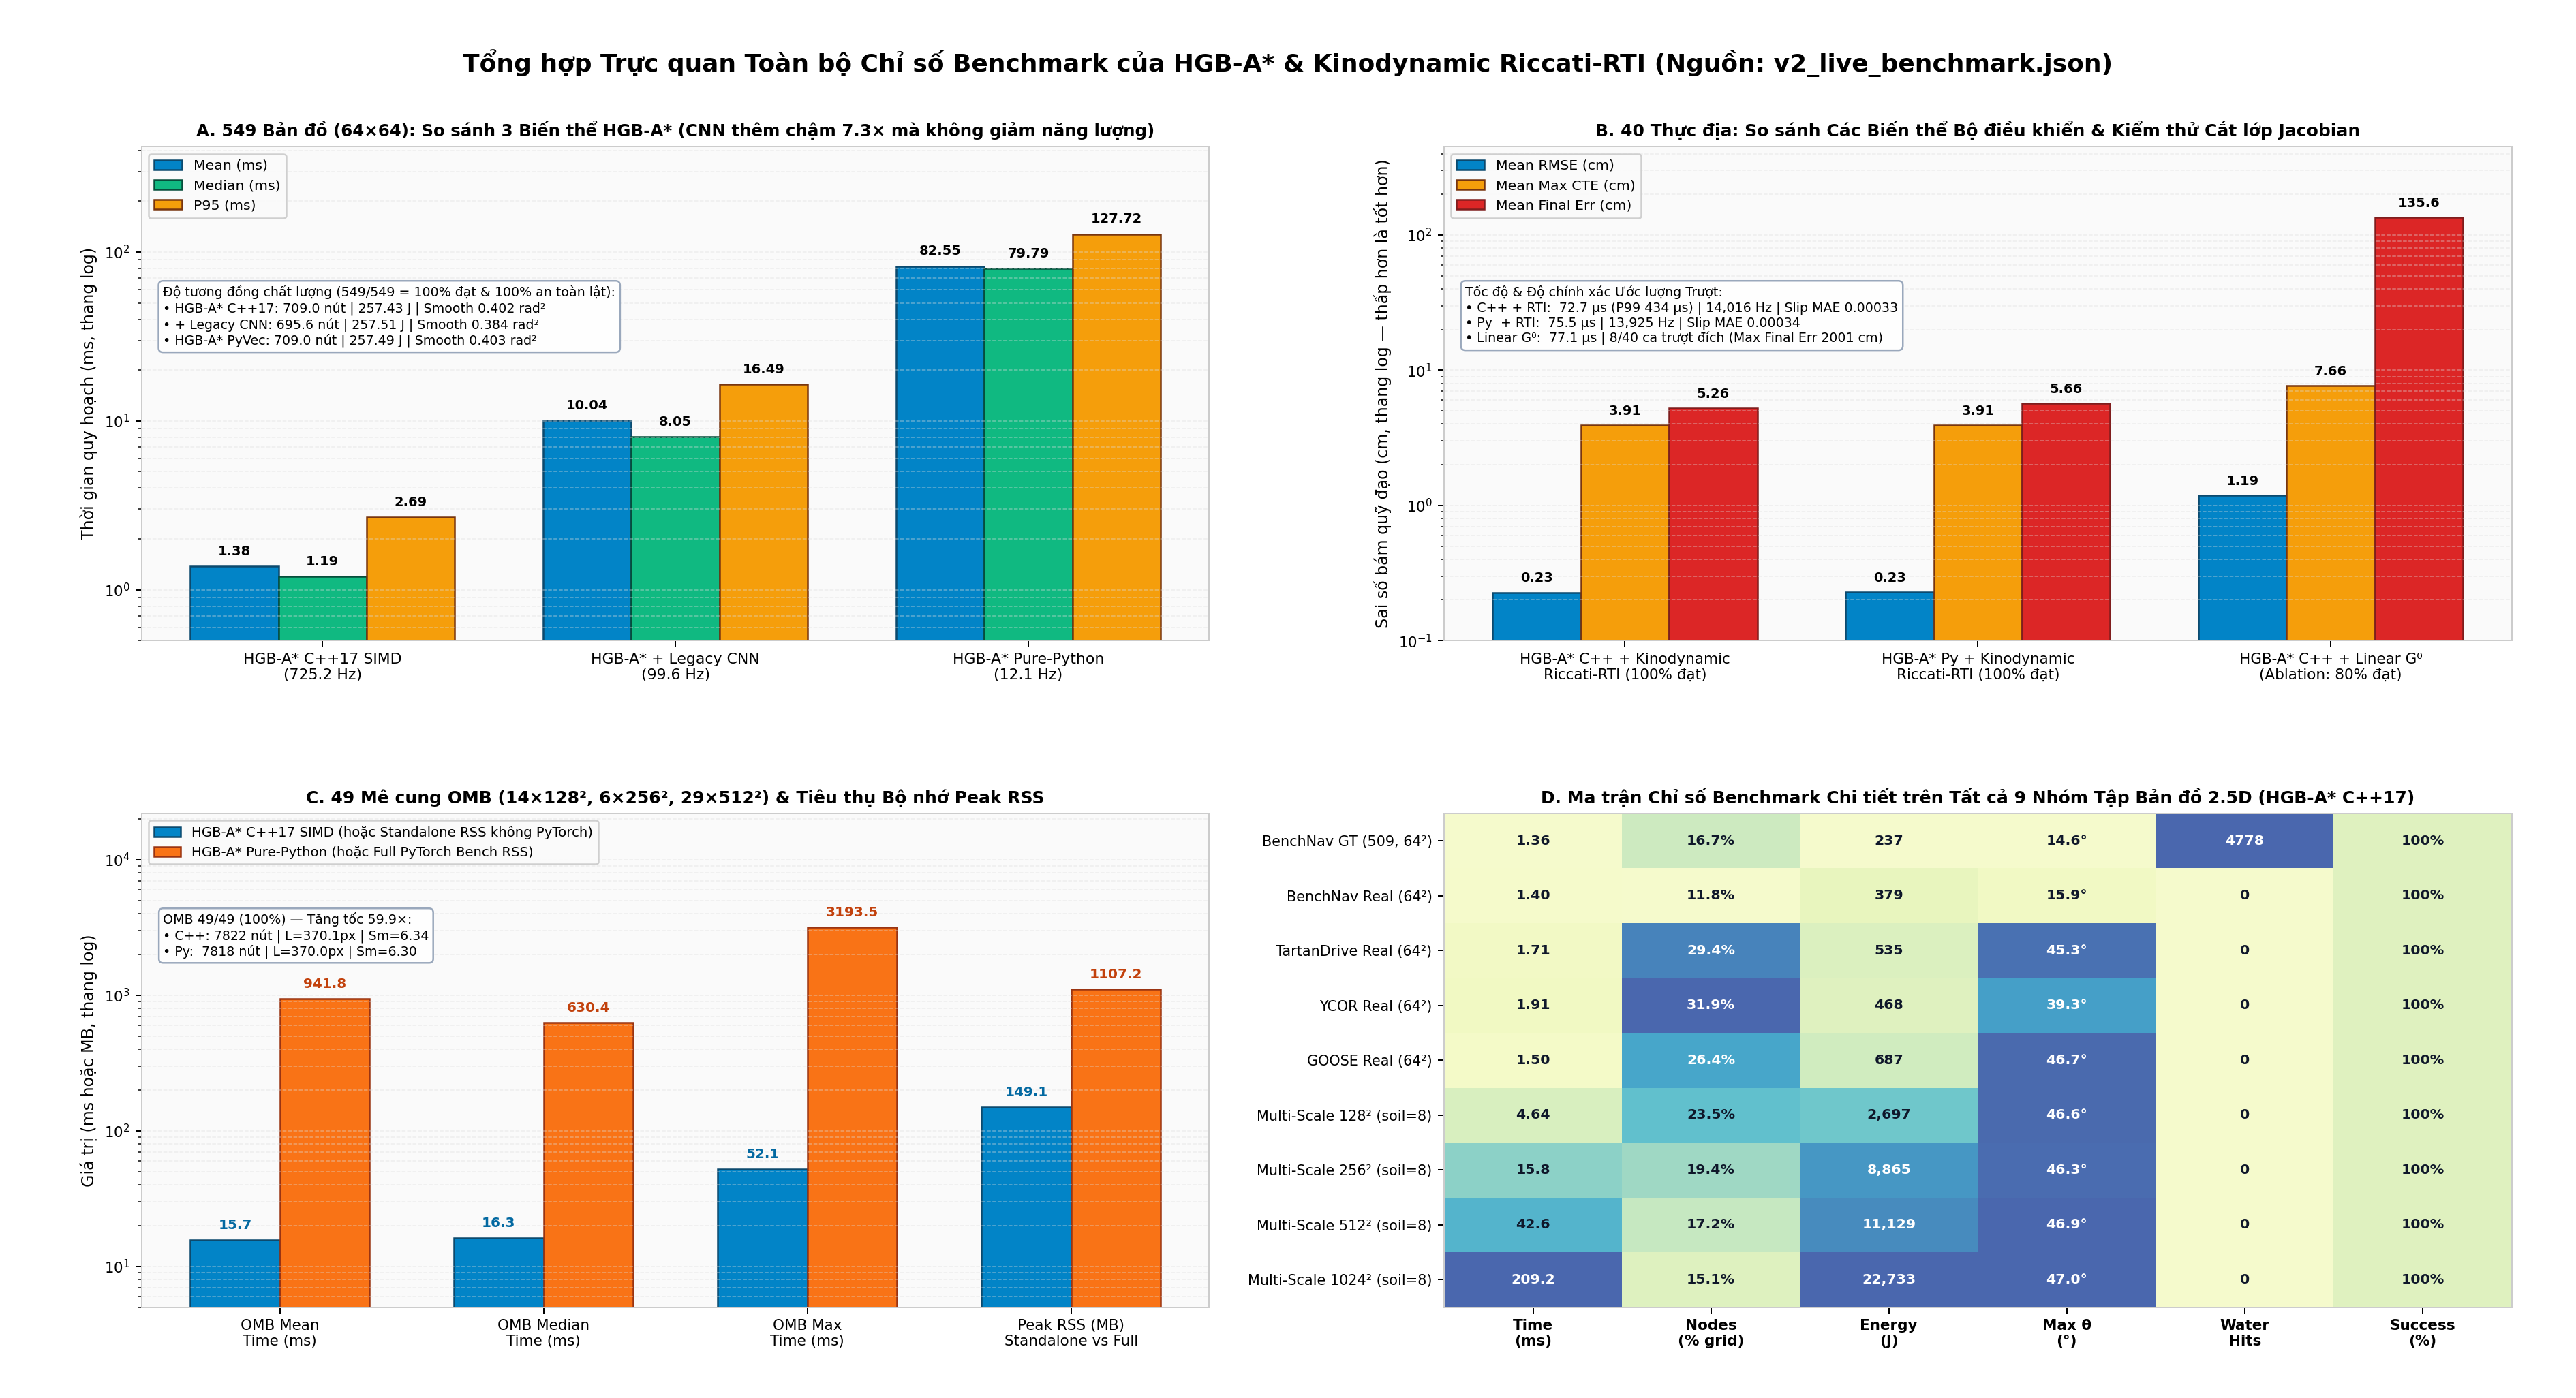 Tổng hợp Trực quan Toàn bộ Chỉ số Benchmark của HGB-A* & Kinodynamic Riccati-RTI (Nguồn: v2_live_benchmark.json)
A. 549 Bản đồ (64×64): So sánh 3 Biến thể HGB-A* (CNN thêm chậm 7.3× mà không giảm năng lượng)
Thời gian quy hoạch (ms, thang log)
Mean (ms)
Median (ms)
P95 (ms)
10²
10¹
10⁰
Độ tương đồng chất lượng (549/549 = 100% đạt & 100% an toàn lật):
• HGB-A* C++17: 709.0 nút | 257.43 J | Smooth 0.402 rad²
• + Legacy CNN: 695.6 nút | 257.51 J | Smooth 0.384 rad²
• HGB-A* PyVec: 709.0 nút | 257.49 J | Smooth 0.403 rad²
1.38
1.19
2.69
10.04
8.05
16.49
82.55
79.79
127.72
HGB-A* C++17 SIMD
(725.2 Hz)
HGB-A* + Legacy CNN
(99.6 Hz)
HGB-A* Pure-Python
(12.1 Hz)
B. 40 Thực địa: So sánh Các Biến thể Bộ điều khiển & Kiểm thử Cắt lớp Jacobian
Sai số bám quỹ đạo (cm, thang log — thấp hơn là tốt hơn)
Mean RMSE (cm)
Mean Max CTE (cm)
Mean Final Err (cm)
10²
10¹
10⁰
10⁻¹
Tốc độ & Độ chính xác Ước lượng Trượt:
• C++ + RTI: 72.7 µs (P99 434 µs) | 14,016 Hz | Slip MAE 0.00033
• Py + RTI: 75.5 µs | 13,925 Hz | Slip MAE 0.00034
• Linear G⁰: 77.1 µs | 8/40 ca trượt đích (Max Final Err 2001 cm)
0.23
3.91
5.26
0.23
3.91
5.66
1.19
7.66
135.6
HGB-A* C++ + Kinodynamic
Riccati-RTI (100% đạt)
HGB-A* Py + Kinodynamic
Riccati-RTI (100% đạt)
HGB-A* C++ + Linear G⁰
(Ablation: 80% đạt)
C. 49 Mê cung OMB (14×128², 6×256², 29×512²) & Tiêu thụ Bộ nhớ Peak RSS
Giá trị (ms hoặc MB, thang log)
HGB-A* C++17 SIMD (hoặc Standalone RSS không PyTorch)
HGB-A* Pure-Python (hoặc Full PyTorch Bench RSS)
10⁴
10³
10²
10¹
OMB 49/49 (100%) — Tăng tốc 59.9×:
• C++: 7822 nút | L=370.1px | Sm=6.34
• Py: 7818 nút | L=370.0px | Sm=6.30
15.7
941.8
16.3
630.4
52.1
3193.5
149.1
1107.2
OMB Mean
Time (ms)
OMB Median
Time (ms)
OMB Max
Time (ms)
Peak RSS (MB)
Standalone vs Full
D. Ma trận Chỉ số Benchmark Chi tiết trên Tất cả 9 Nhóm Tập Bản đồ 2.5D (HGB-A* C++17)
BenchNav GT (509, 64²) 1.36 16.7% 237 14.6° 4778 100%
BenchNav Real (64²) 1.40 11.8% 379 15.9° 0 100%
TartanDrive Real (64²) 1.71 29.4% 535 45.3° 0 100%
YCOR Real (64²) 1.91 31.9% 468 39.3° 0 100%
GOOSE Real (64²) 1.50 26.4% 687 46.7° 0 100%
Multi-Scale 128² (soil=8) 4.64 23.5% 2,697 46.6° 0 100%
Multi-Scale 256² (soil=8) 15.8 19.4% 8,865 46.3° 0 100%
Multi-Scale 512² (soil=8) 42.6 17.2% 11,129 46.9° 0 100%
Multi-Scale 1024² (soil=8) 209.2 15.1% 22,733 47.0° 0 100%
Time
(ms)
Nodes
(% grid)
Energy
(J)
Max θ
(°)
Water
Hits
Success
(%)